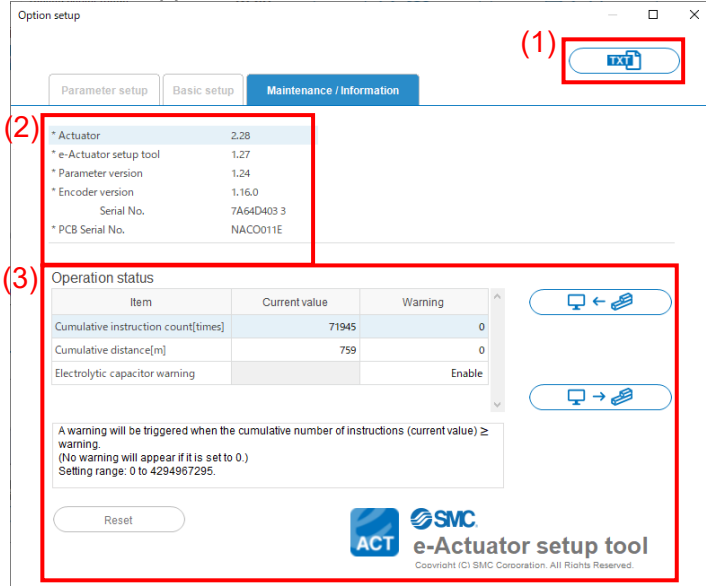 Option setup
(1)
TXT
Parameter setup Basic setup Maintenance / Information
(2)
* Actuator 2.28
* e-Actuator setup tool 1.27
* Parameter version 1.24
* Encoder version 1.16.0
Serial No. 7A64D403 3
* PCB Serial No. NACO011E
(3)
Operation status
Item Current value Warning
Cumulative instruction count[times] 71945 0
Cumulative distance[m] 759 0
Electrolytic capacitor warning Enable
A warning will be triggered when the cumulative number of instructions (current value) ≥
warning.
(No warning will appear if it is set to 0.)
Setting range: 0 to 4294967295.
Reset
ACT
SMC.
e-Actuator setup tool
Copyright (C) SMC Corporation. All Rights Reserved.